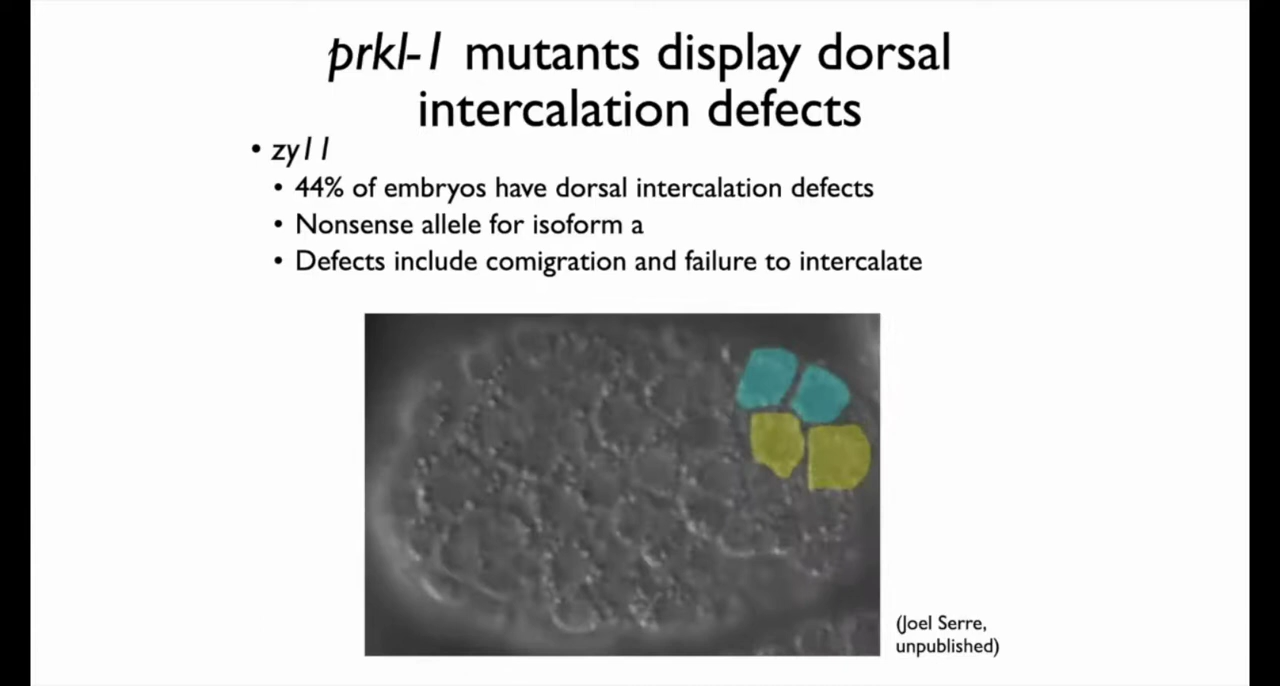 prkl-1 mutants display dorsal
intercalation defects
• zy11
• 44% of embryos have dorsal intercalation defects
• Nonsense allele for isoform a
• Defects include comigration and failure to intercalate
(Joel Serre,
unpublished)